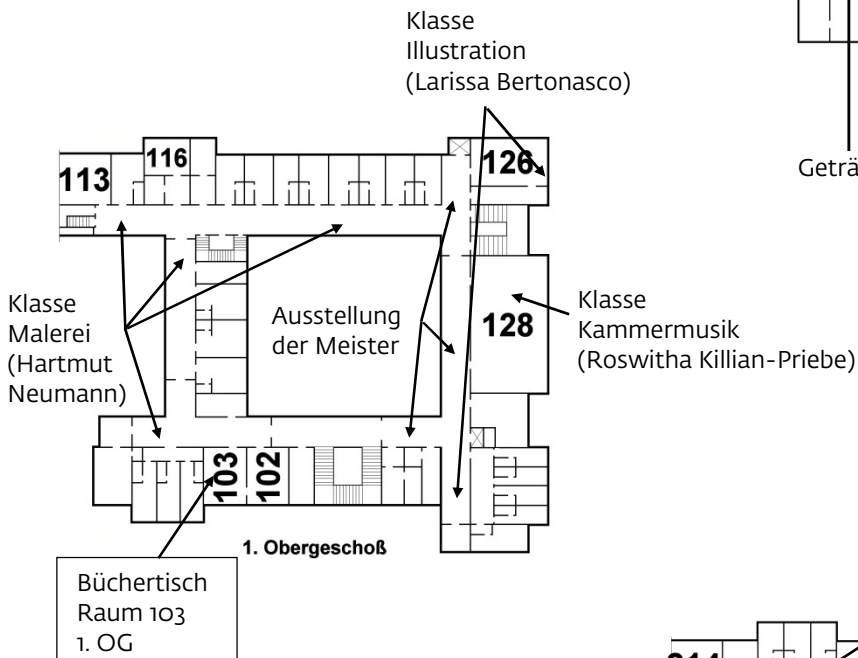 Klasse
Illustration
(Larissa Bertonasco)
116
126
113
Klasse
Malerei
(Hartmut
Neumann)
Ausstellung
der Meister
128
Klasse
Kammermusik
(Roswitha Killian-Priebe)
103
102
1. Obergeschoß
Büchertisch
Raum 103
1. OG